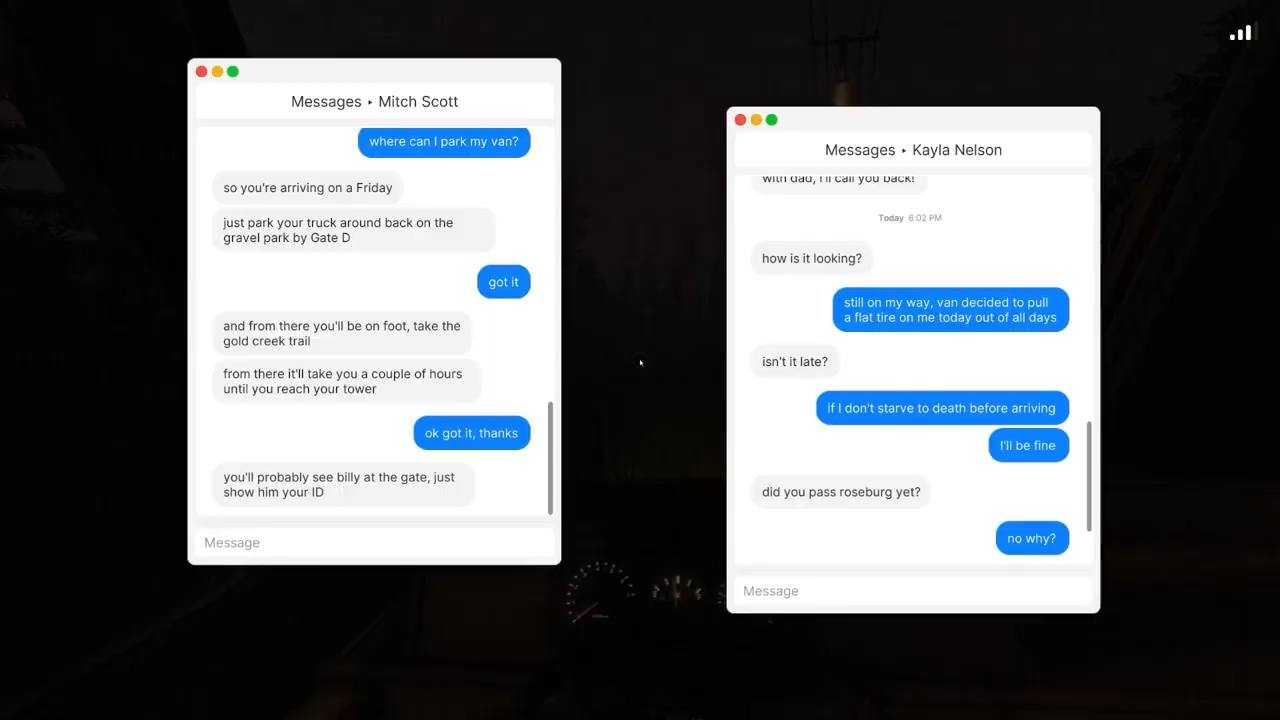 Messages ‣ Mitch Scott
where can I park my van?
so you're arriving on a Friday
just park your truck around back on the
gravel park by Gate D
got it
and from there you'll be on foot, take the
gold creek trail
from there it'll take you a couple of hours
until you reach your tower
ok got it, thanks
you'll probably see billy at the gate, just
show him your ID
Message
Messages ‣ Kayla Nelson
with dad, I'll call you back!
Today 6:02 PM
how is it looking?
still on my way, van decided to pull
a flat tire on me today out of all days
isn't it late?
if I don't starve to death before arriving
I'll be fine
did you pass roseburg yet?
no why?
Message